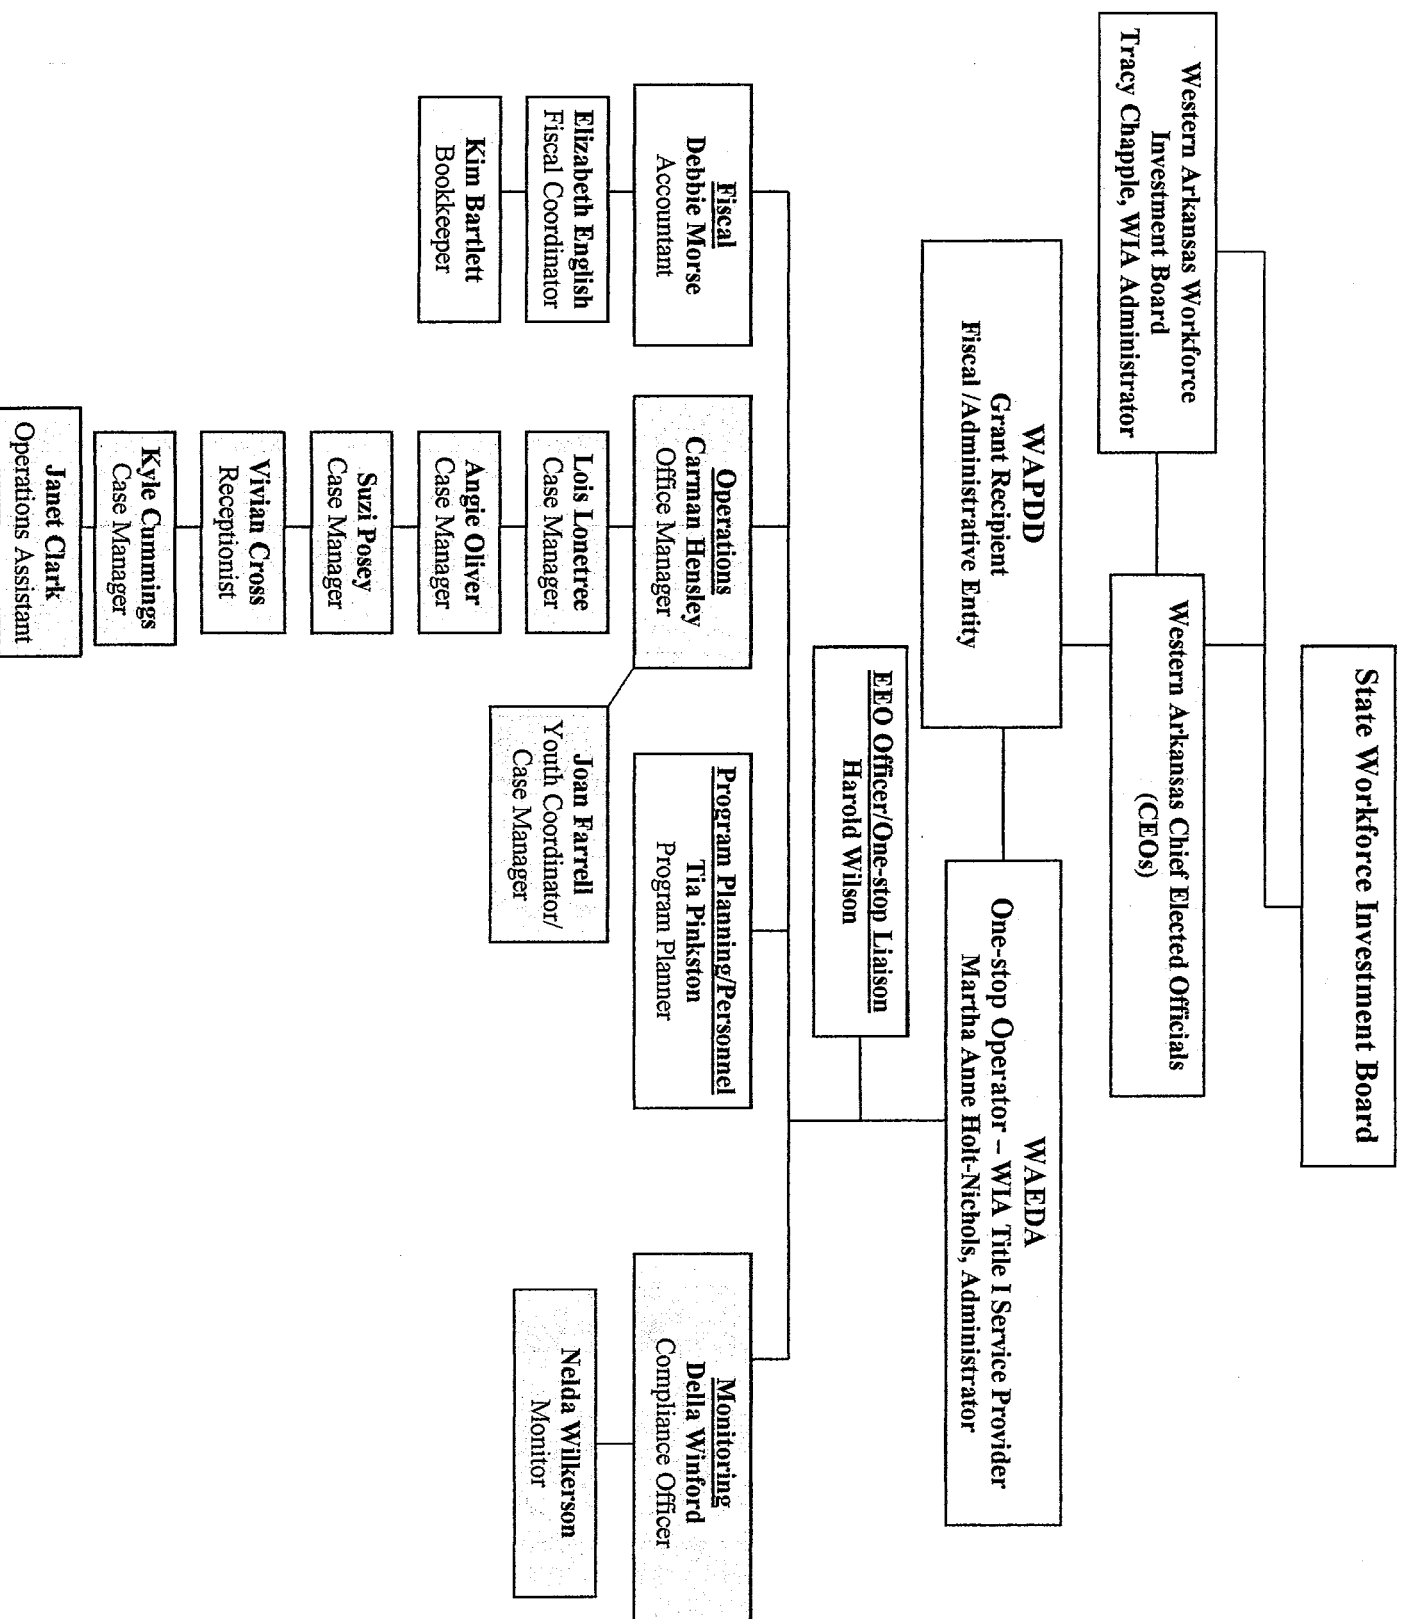 State Workforce Investment Board
Western Arkansas Workforce
Investment Board
Tracy Chapple, WIA Administrator
Western Arkansas Chief Elected Officials
(CEOs)
WAPDD
Grant Recipient
Fiscal /Administrative Entity
WAEDA
One-stop Operator – WIA Title I Service Provider
Martha Anne Holt-Nichols, Administrator
EEO Officer/One-stop Liaison
Harold Wilson
Fiscal
Debbie Morse
Accountant
Elizabeth English
Fiscal Coordinator
Kim Bartlett
Bookkeeper
Operations
Carman Hensley
Office Manager
Lois Lonetree
Case Manager
Angie Oliver
Case Manager
Suzi Posey
Case Manager
Vivian Cross
Receptionist
Kyle Cummings
Case Manager
Janet Clark
Operations Assistant
Joan Farrell
Youth Coordinator/
Case Manager
Program Planning/Personnel
Tia Pinkston
Program Planner
Monitoring
Della Winford
Compliance Officer
Nelda Wilkerson
Monitor